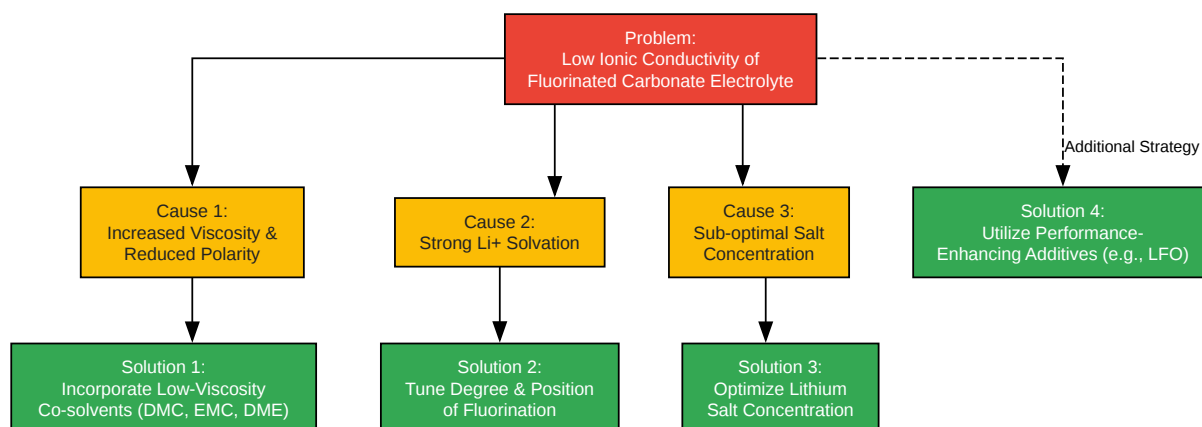 Problem:
Low Ionic Conductivity of
Fluorinated Carbonate Electrolyte
Additional Strategy
Cause 1:
Increased Viscosity &
Reduced Polarity
Cause 2:
Strong Li+ Solvation
Cause 3:
Sub-optimal Salt
Concentration
Solution 4:
Utilize Performance-
Enhancing Additives (e.g., LFO)
Solution 1:
Incorporate Low-Viscosity
Co-solvents (DMC, EMC, DME)
Solution 2:
Tune Degree & Position
of Fluorination
Solution 3:
Optimize Lithium
Salt Concentration